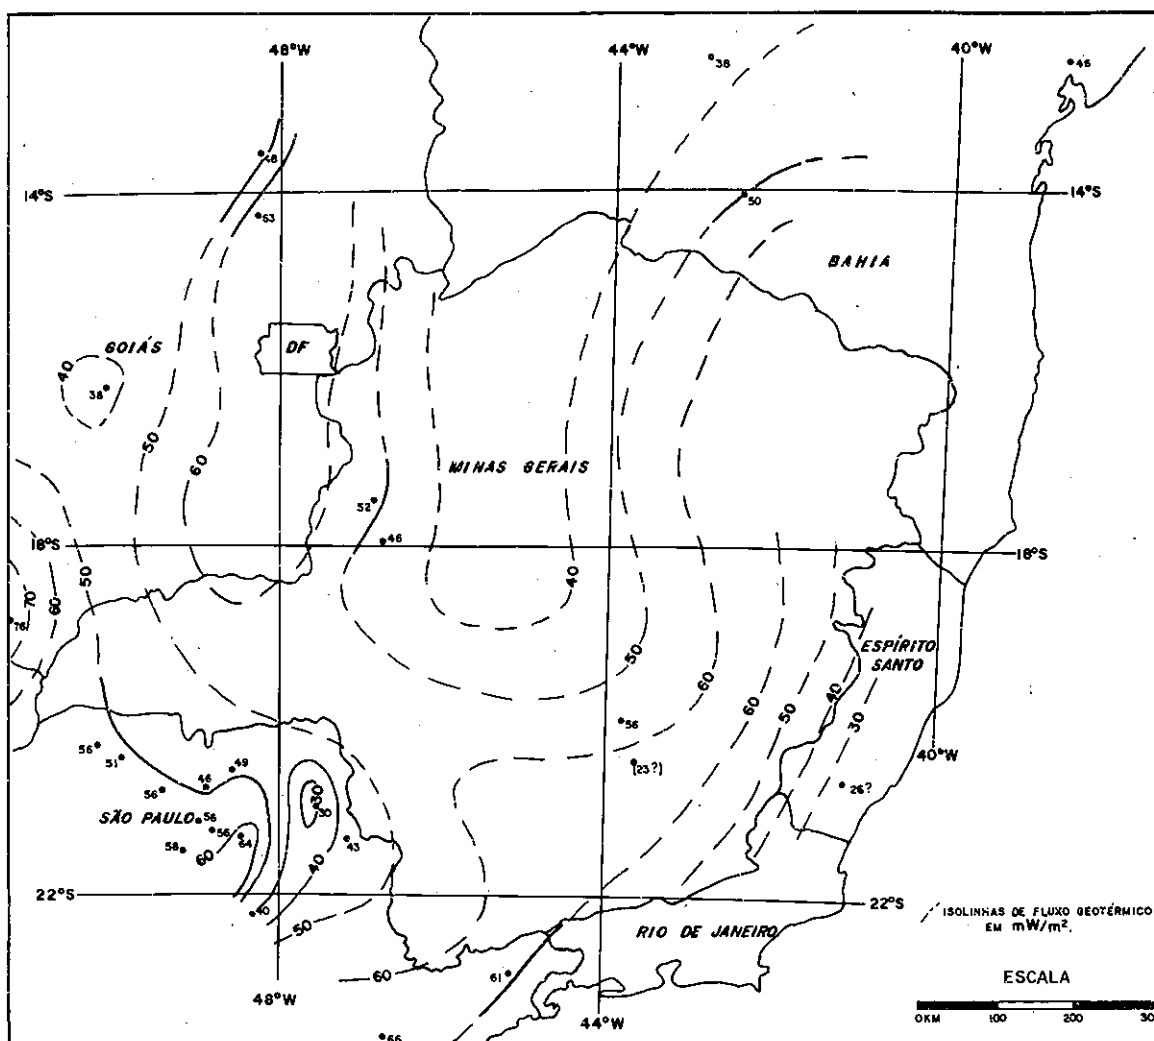 48°W
44°W
40°W
38
45
48
14°S
14°S
50
53
BAHIA
GOIÁS
DF
40
38
50
60
MINAS GERAIS
52
46
18°S
18°S
50
60
70
76
40
50
60
60
50
40
30
ESPÍRITO
SANTO
56
(23?)
40°W
26?
56
51
49
46
56
30
30
SÃO PAULO
56
56
64
58
60
43
40
22°S
22°S
40
50
60
RIO DE JANEIRO
61
66
48°W
44°W
ISOLINHAS DE FLUXO GEOTÉRMICO
EM mW/m².
ESCALA
0KM 100 200